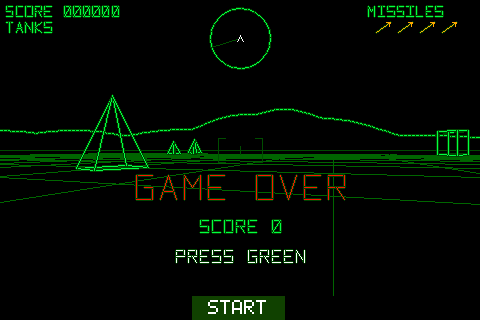 SCORE 000000
TANKS
MISSILES
GAME OVER
SCORE 0
PRESS GREEN
START